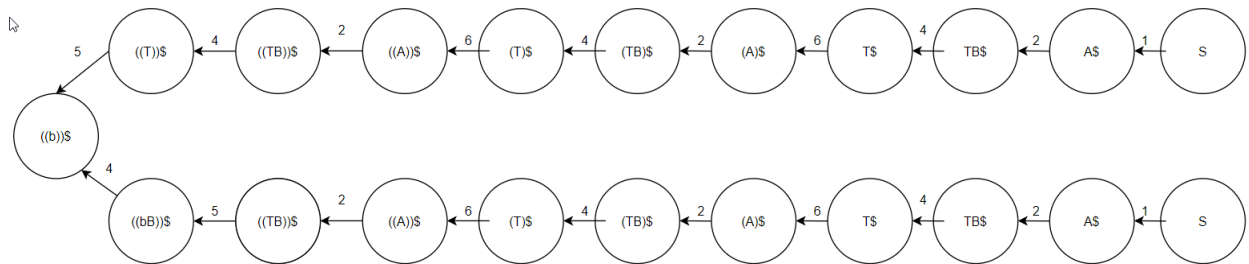 5 4 2 6 4 2 6 4 2 1
((T))$ ((TB))$ ((A))$ (T)$ (TB)$ (A)$ T$ TB$ A$ S
((b))$
4 5 2 6 4 2 6 4 2 1
((bB))$ ((TB))$ ((A))$ (T)$ (TB)$ (A)$ T$ TB$ A$ S